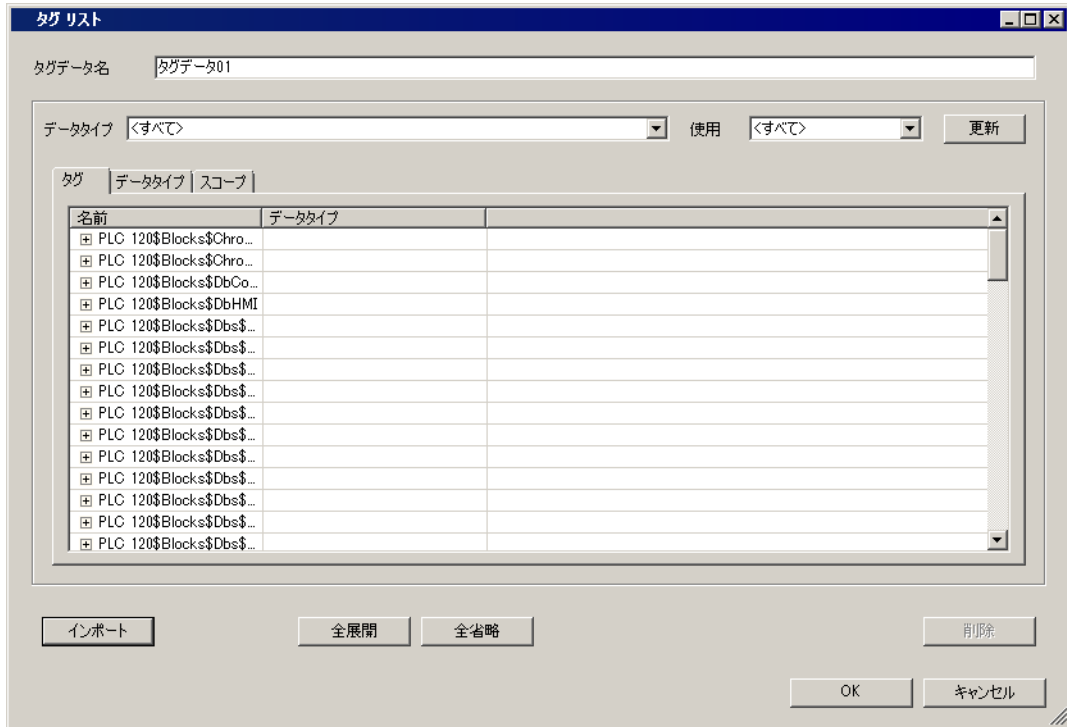 タグ リスト
タグデータ名 タグデータ01
データタイプ <すべて> 使用 <すべて> 更新
タグ データタイプ スコープ
名前 データタイプ
PLC 120$Blocks$Chro...
PLC 120$Blocks$Chro...
PLC 120$Blocks$DbCo...
PLC 120$Blocks$DbHMI
PLC 120$Blocks$Dbs$...
PLC 120$Blocks$Dbs$...
PLC 120$Blocks$Dbs$...
PLC 120$Blocks$Dbs$...
PLC 120$Blocks$Dbs$...
PLC 120$Blocks$Dbs$...
PLC 120$Blocks$Dbs$...
PLC 120$Blocks$Dbs$...
PLC 120$Blocks$Dbs$...
PLC 120$Blocks$Dbs$...
PLC 120$Blocks$Dbs$...
インポート 全展開 全省略 削除
OK キャンセル